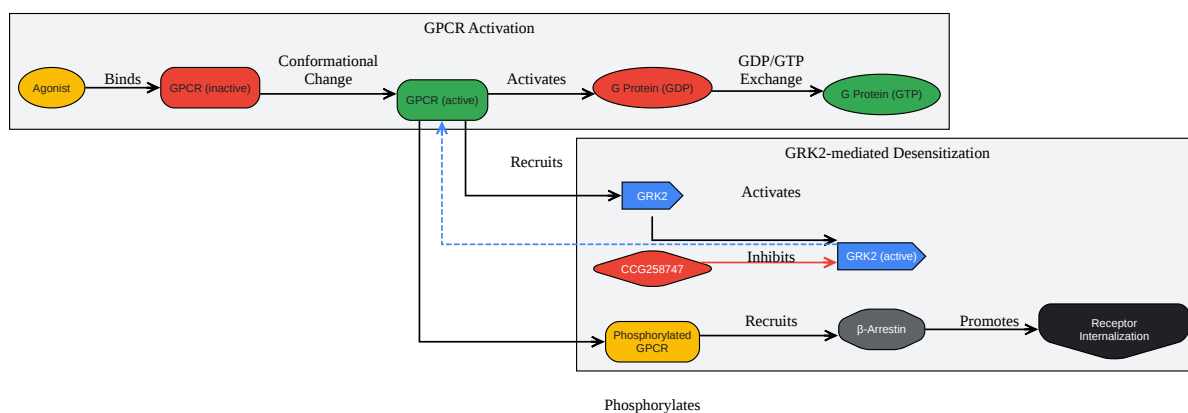 GPCR Activation
Conformational
Change
GDP/GTP
Exchange
Binds
Activates
Agonist
GPCR (inactive)
GPCR (active)
G Protein (GDP)
G Protein (GTP)
GRK2-mediated Desensitization
Recruits
GRK2
Activates
CCG258747
Inhibits
GRK2 (active)
Phosphorylated
GPCR
Recruits
β-Arrestin
Promotes
Receptor
Internalization
Phosphorylates